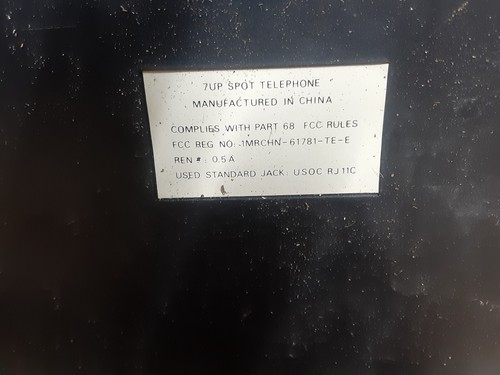 7UP SPOT TELEPHONE
MANUFACTURED IN CHINA
COMPLIES WITH PART 68 FCC RULES
FCC REG NO: 1MRCHN-61781-TE-E
REN # : 0.5A
USED STANDARD JACK: USOC RJ11C